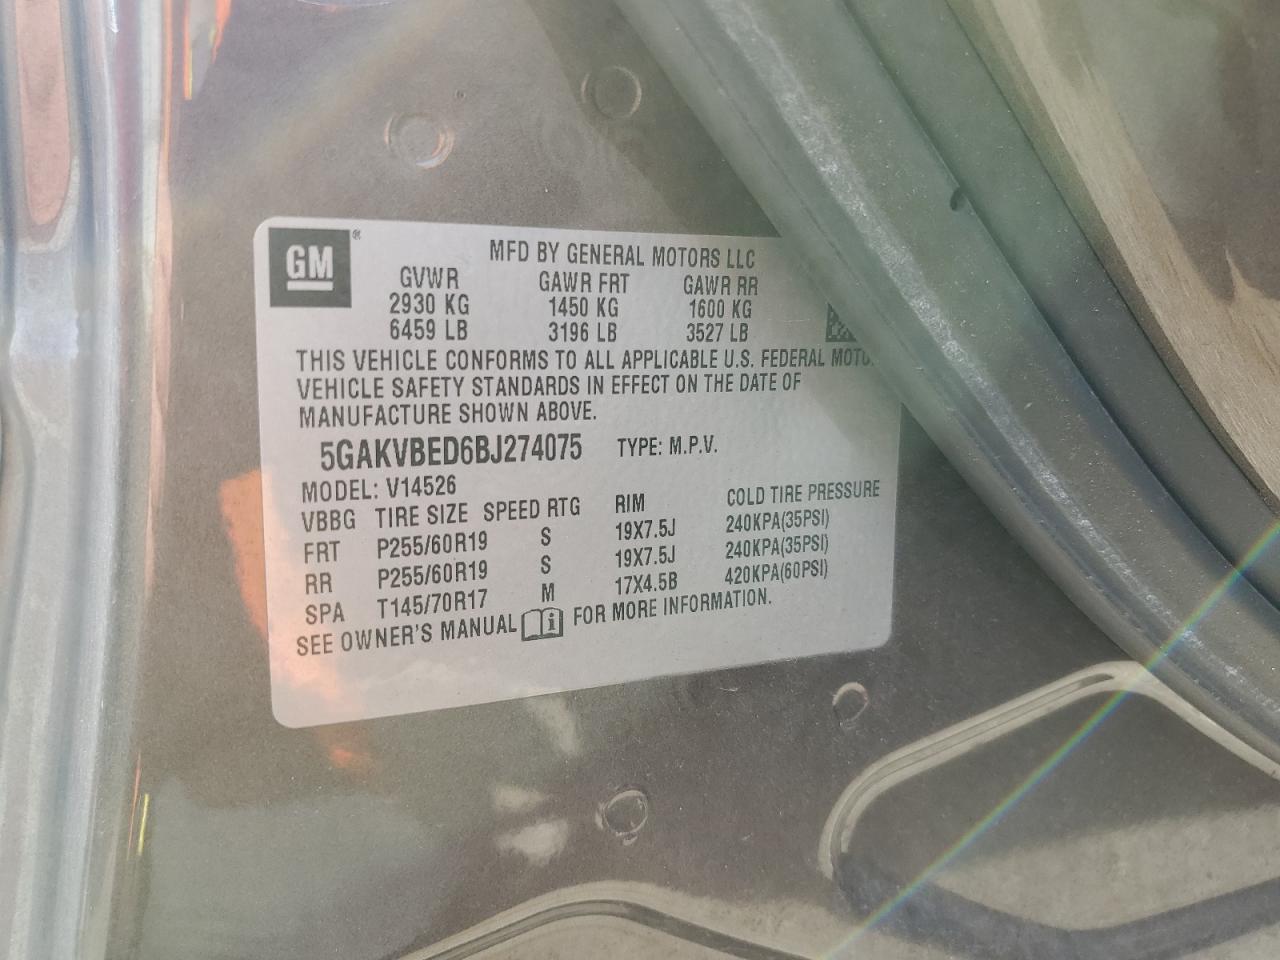 GM ®
MFD BY GENERAL MOTORS LLC
GVWR GAWR FRT GAWR RR
2930 KG 1450 KG 1600 KG
6459 LB 3196 LB 3527 LB
THIS VEHICLE CONFORMS TO ALL APPLICABLE U.S. FEDERAL MOTO
VEHICLE SAFETY STANDARDS IN EFFECT ON THE DATE OF
MANUFACTURE SHOWN ABOVE.
5GAKVBED6BJ274075 TYPE: M.P.V.
MODEL: V14526
VBBG TIRE SIZE SPEED RTG RIM COLD TIRE PRESSURE
FRT P255/60R19 S 19X7.5J 240KPA(35PSI)
RR P255/60R19 S 19X7.5J 240KPA(35PSI)
SPA T145/70R17 M 17X4.5B 420KPA(60PSI)
SEE OWNER'S MANUAL FOR MORE INFORMATION.